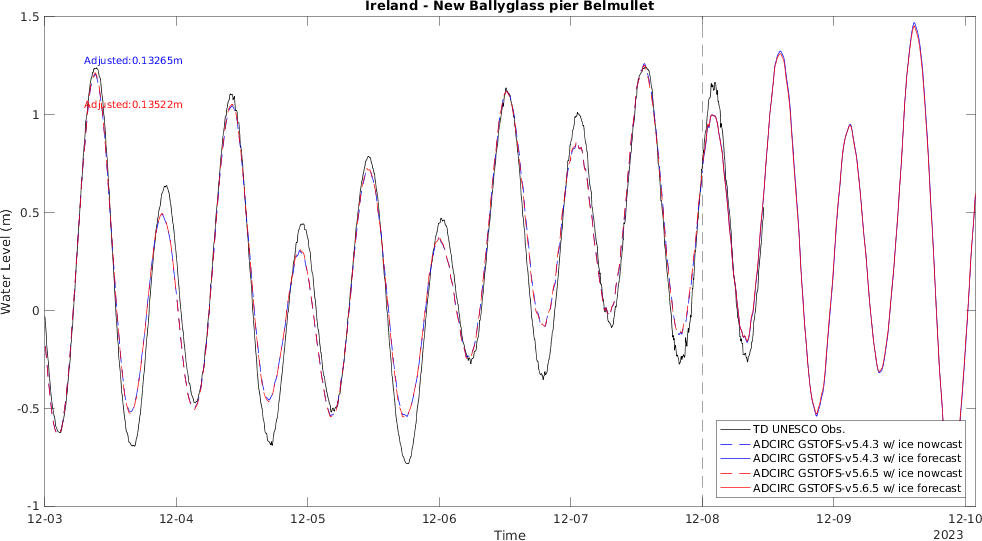 Ireland - New Ballyglass pier Belmullet
1.5
Adjusted:0.13265m
Adjusted:0.13522m
1
0.5
0
-0.5
-1
Water Level (m)
TD UNESCO Obs.
ADCIRC GSTOFS-v5.4.3 w/ ice nowcast
ADCIRC GSTOFS-v5.4.3 w/ ice forecast
ADCIRC GSTOFS-v5.6.5 w/ ice nowcast
ADCIRC GSTOFS-v5.6.5 w/ ice forecast
12-03 12-04 12-05 12-06 12-07 12-08 12-09 12-10
Time
2023